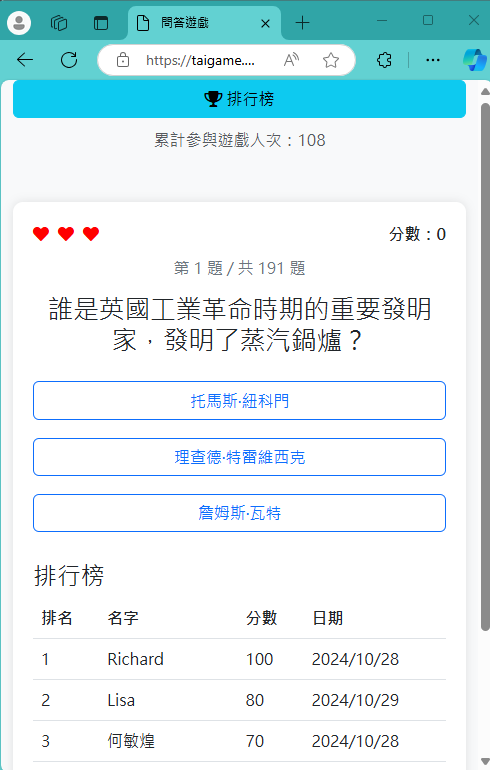 問答遊戲
https://taigame....
排行榜
累計參與遊戲人次：108
分數：0
第 1 題 / 共 191 題
誰是英國工業革命時期的重要發明
家，發明了蒸汽鍋爐？
托馬斯·紐科門
理查德·特雷維西克
詹姆斯·瓦特
排行榜
排名 名字 分數 日期
1 Richard 100 2024/10/28
2 Lisa 80 2024/10/29
3 何敏煌 70 2024/10/28